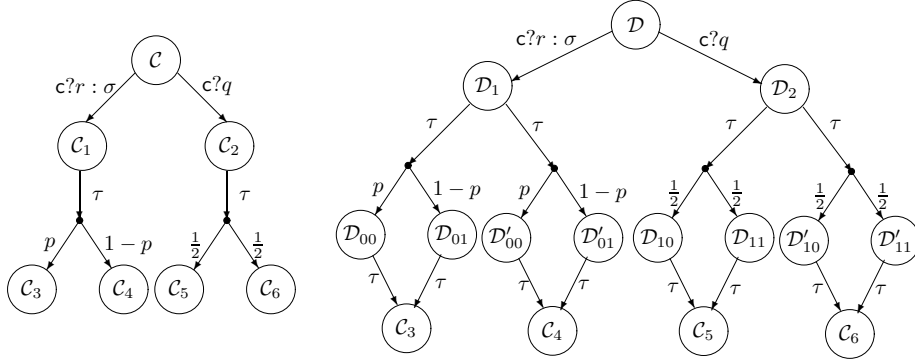 𝒞
c?r : σ
c?q
𝒞₁
𝒞₂
τ
τ
p
1 − p
½
½
𝒞₃
𝒞₄
𝒞₅
𝒞₆
𝒟
c?r : σ
c?q
𝒟₁
𝒟₂
τ
τ
τ
τ
p
1 − p
p
1 − p
½
½
½
½
𝒟₀₀
𝒟₀₁
𝒟′₀₀
𝒟′₀₁
𝒟₁₀
𝒟₁₁
𝒟′₁₀
𝒟′₁₁
τ
τ
τ
τ
τ
τ
τ
τ
𝒞₃
𝒞₄
𝒞₅
𝒞₆